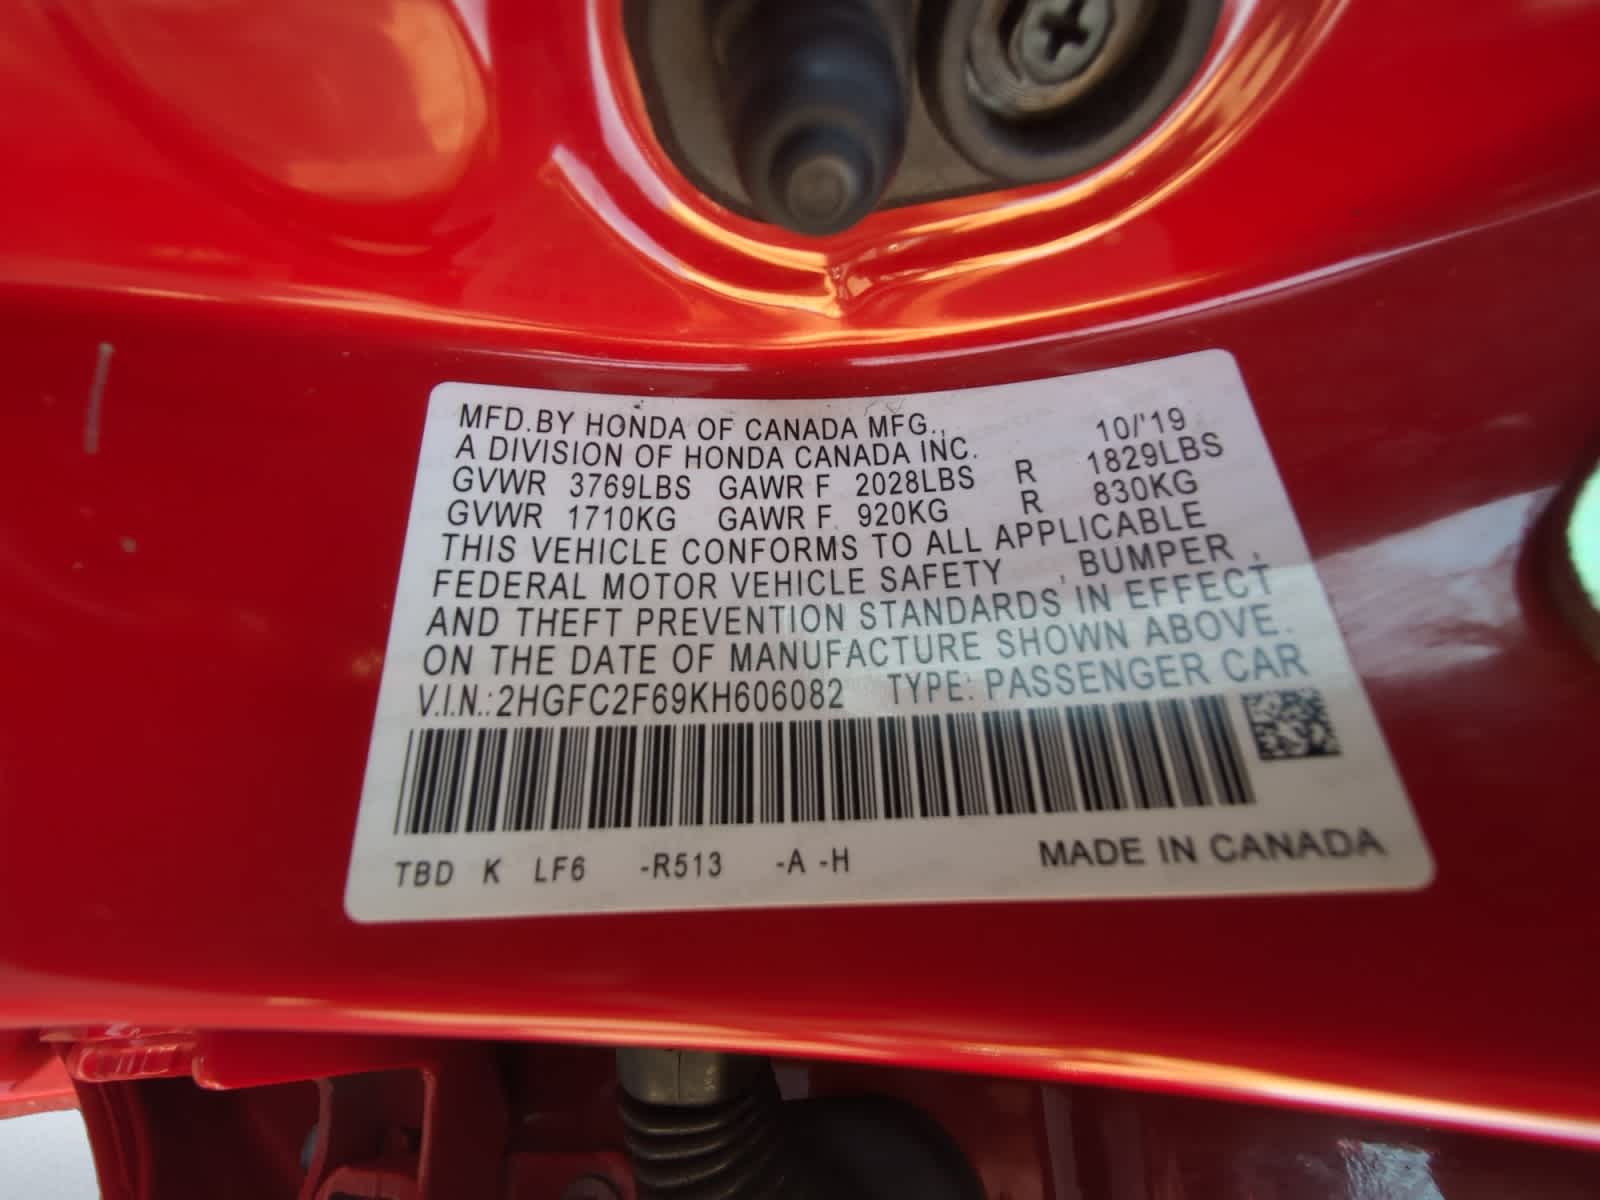 MFD.BY HONDA OF CANADA MFG., 10/'19
A DIVISION OF HONDA CANADA INC.
GVWR 3769LBS GAWR F 2028LBS R 1829LBS
GVWR 1710KG GAWR F 920KG R 830KG
THIS VEHICLE CONFORMS TO ALL APPLICABLE
FEDERAL MOTOR VEHICLE SAFETY , BUMPER ,
AND THEFT PREVENTION STANDARDS IN EFFECT
ON THE DATE OF MANUFACTURE SHOWN ABOVE.
V.I.N.:2HGFC2F69KH606082 TYPE: PASSENGER CAR
TBD K LF6 -R513 -A -H MADE IN CANADA